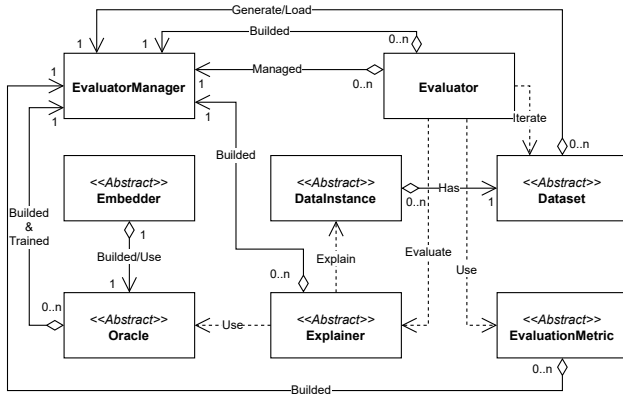 Generate/Load
Builded
1
1
0..n
0..n
1
EvaluatorManager
1
Managed
0..n
Evaluator
1
1
Iterate
Builded
0..n
<<Abstract>>
Embedder
1
<<Abstract>>
DataInstance
0..n
Has
1
<<Abstract>>
Dataset
Builded
&
Trained
Builded/Use
Explain
Evaluate
Use
0..n
1
0..n
<<Abstract>>
Oracle
Use
<<Abstract>>
Explainer
<<Abstract>>
EvaluationMetric
0..n
Builded